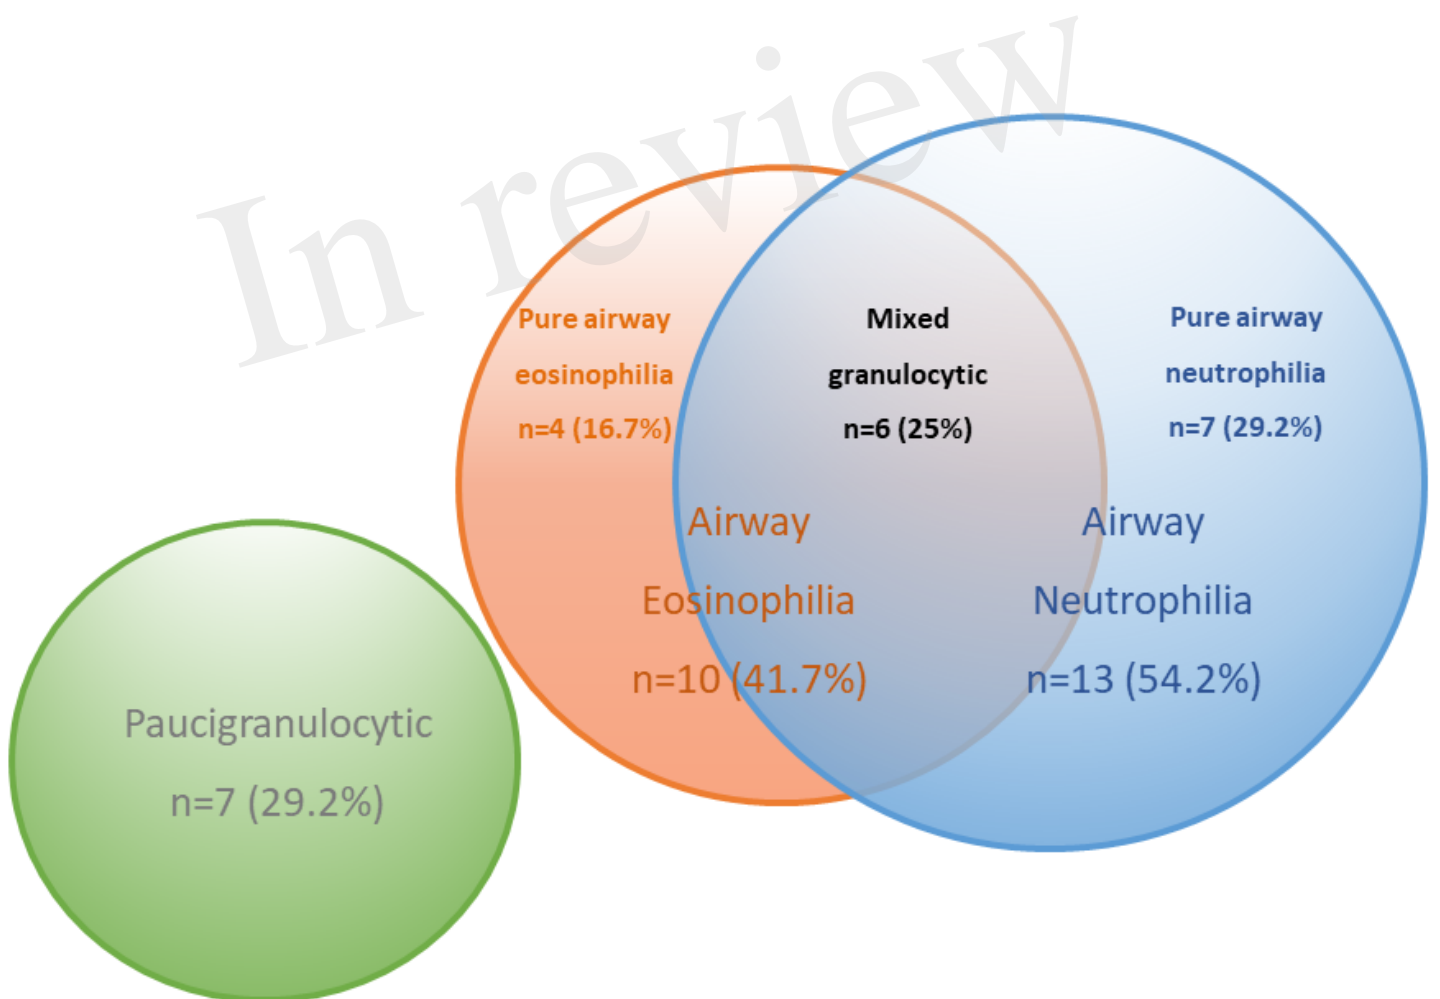 In review
Pure airway
eosinophilia
n=4 (16.7%)
Mixed
granulocytic
n=6 (25%)
Pure airway
neutrophilia
n=7 (29.2%)
Airway
Eosinophilia
n=10 (41.7%)
Airway
Neutrophilia
n=13 (54.2%)
Paucigranulocytic
n=7 (29.2%)